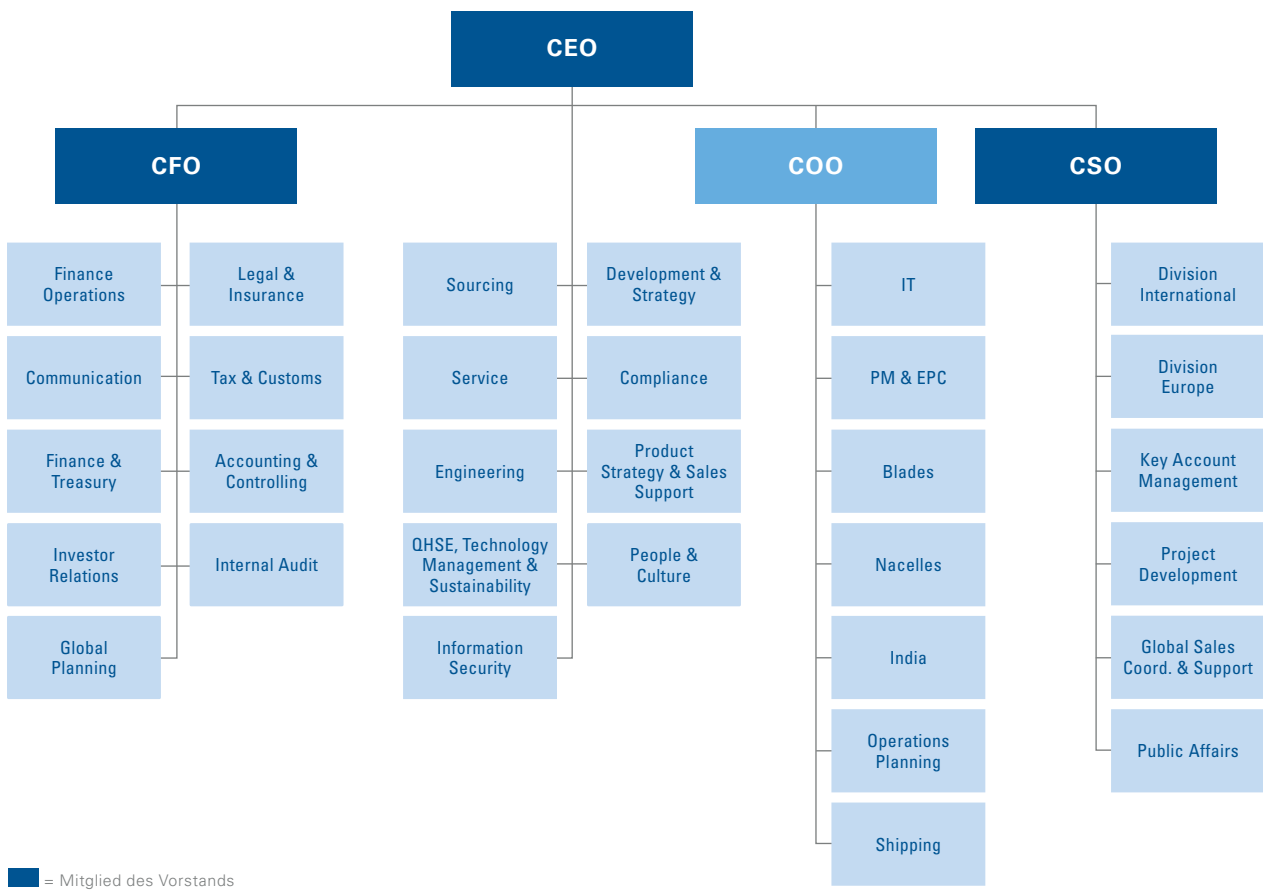 CEO
CFO
COO
CSO
Finance
Operations
Legal &
Insurance
Communication
Tax & Customs
Finance &
Treasury
Accounting &
Controlling
Investor
Relations
Internal Audit
Global
Planning
Sourcing
Development &
Strategy
Service
Compliance
Engineering
Product
Strategy & Sales
Support
QHSE, Technology
Management &
Sustainability
People &
Culture
Information
Security
IT
PM & EPC
Blades
Nacelles
India
Operations
Planning
Shipping
Division
International
Division
Europe
Key Account
Management
Project
Development
Global Sales
Coord. & Support
Public Affairs
= Mitglied des Vorstands